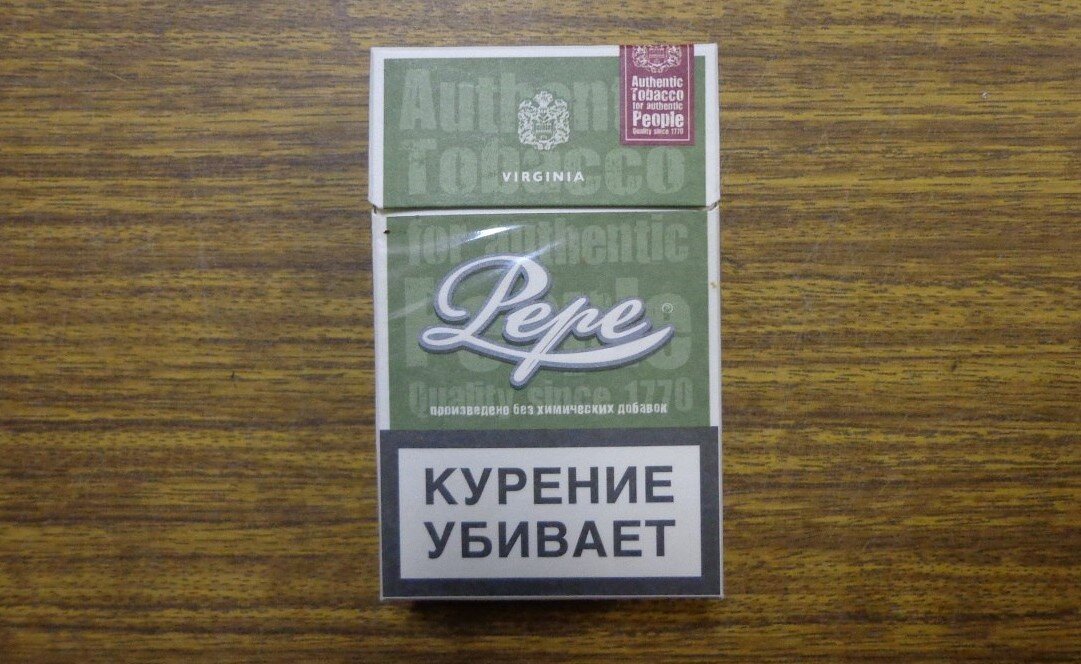 Authentic
Tobacco
for authentic
People
Quality since 1770
Authent
Tobacco
VIRGINIA
for authentic
People
Pepe ®
Quality since 1770
произведено без химических добавок
КУРЕНИЕ
УБИВАЕТ